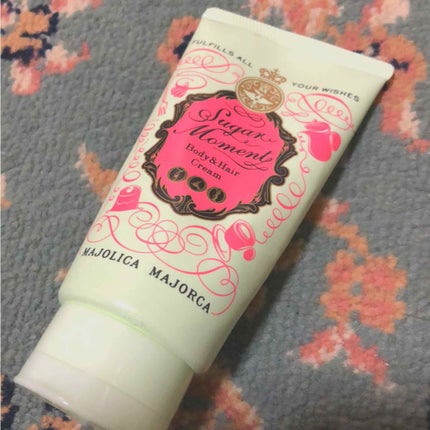 FULFILLS ALL YOUR WISHES
Sugar
Moment
Body & Hair
Cream
MAJOLICA MAJORCA